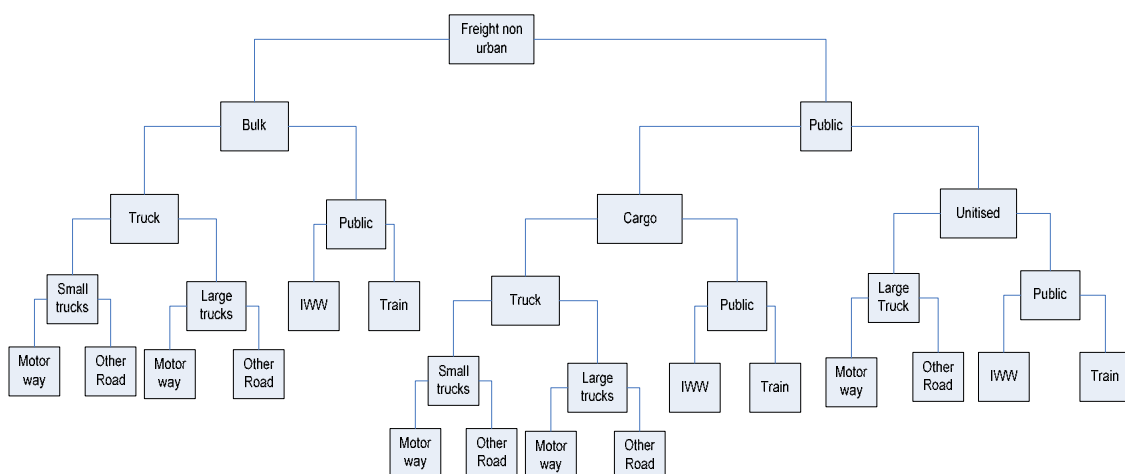 Freight non
urban
Bulk
Public
Truck
Public
Cargo
Unitised
Small
trucks
Large
trucks
IWW
Train
Truck
Public
Large
Truck
Public
Motor
way
Other
Road
Motor
way
Other
Road
Small
trucks
Large
trucks
IWW
Train
Motor
way
Other
Road
IWW
Train
Motor
way
Other
Road
Motor
way
Other
Road